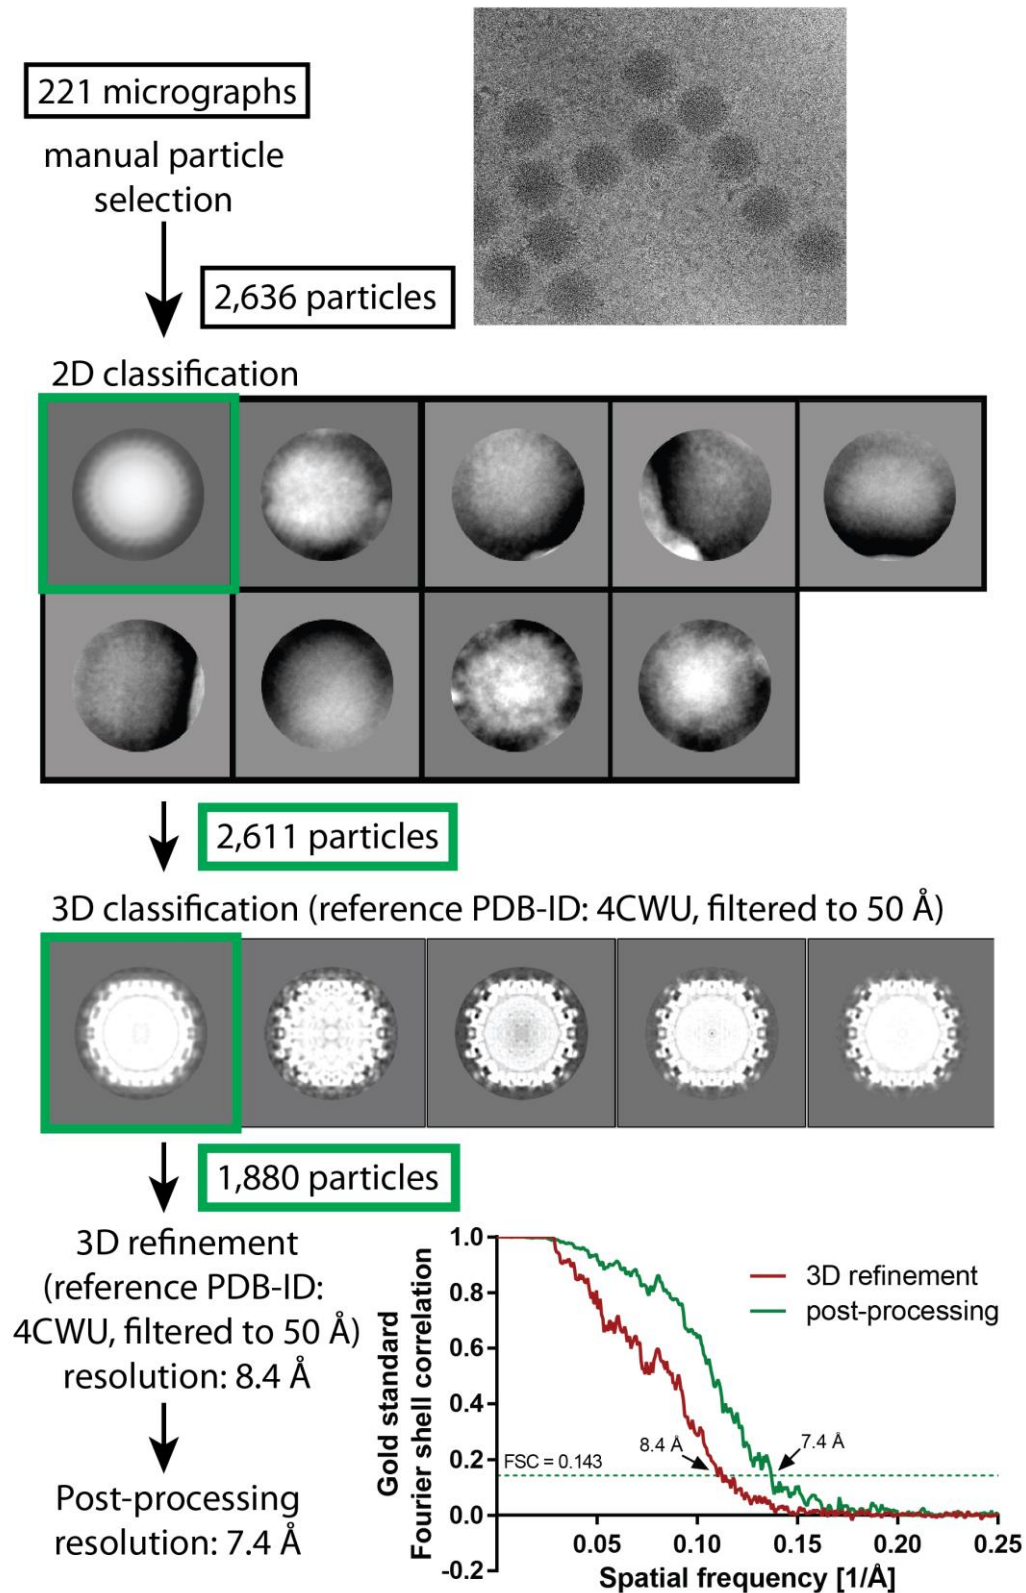 221 micrographs
manual particle
selection
2,636 particles
2D classification
2,611 particles
3D classification (reference PDB-ID: 4CWU, filtered to 50 Å)
1,880 particles
3D refinement
(reference PDB-ID:
4CWU, filtered to 50 Å)
resolution: 8.4 Å
Post-processing
resolution: 7.4 Å
Gold standard
Fourier shell correlation
1.0
0.8
0.6
0.4
0.2
0.0
-0.2
3D refinement
post-processing
8.4 Å
7.4 Å
FSC = 0.143
0.05
0.10
0.15
0.20
0.25
Spatial frequency [1/Å]